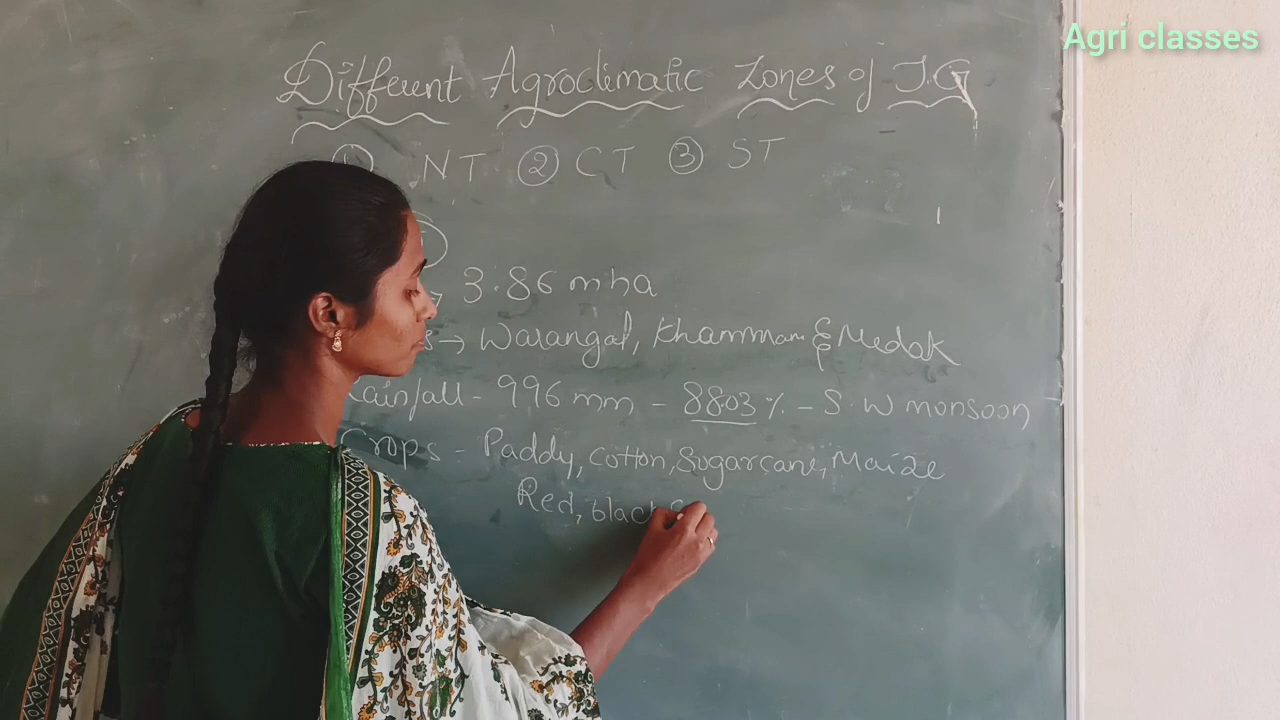 Agri classes
Different Agroclimatic Zones of T.G
① NT ② CT ③ ST
3.86 mha
s → Warangal, Khammam & Medak
Rainfall - 996 mm - 8803 % - S.W monsoon
Crops - Paddy, Cotton, Sugarcane, Maize
Red, black